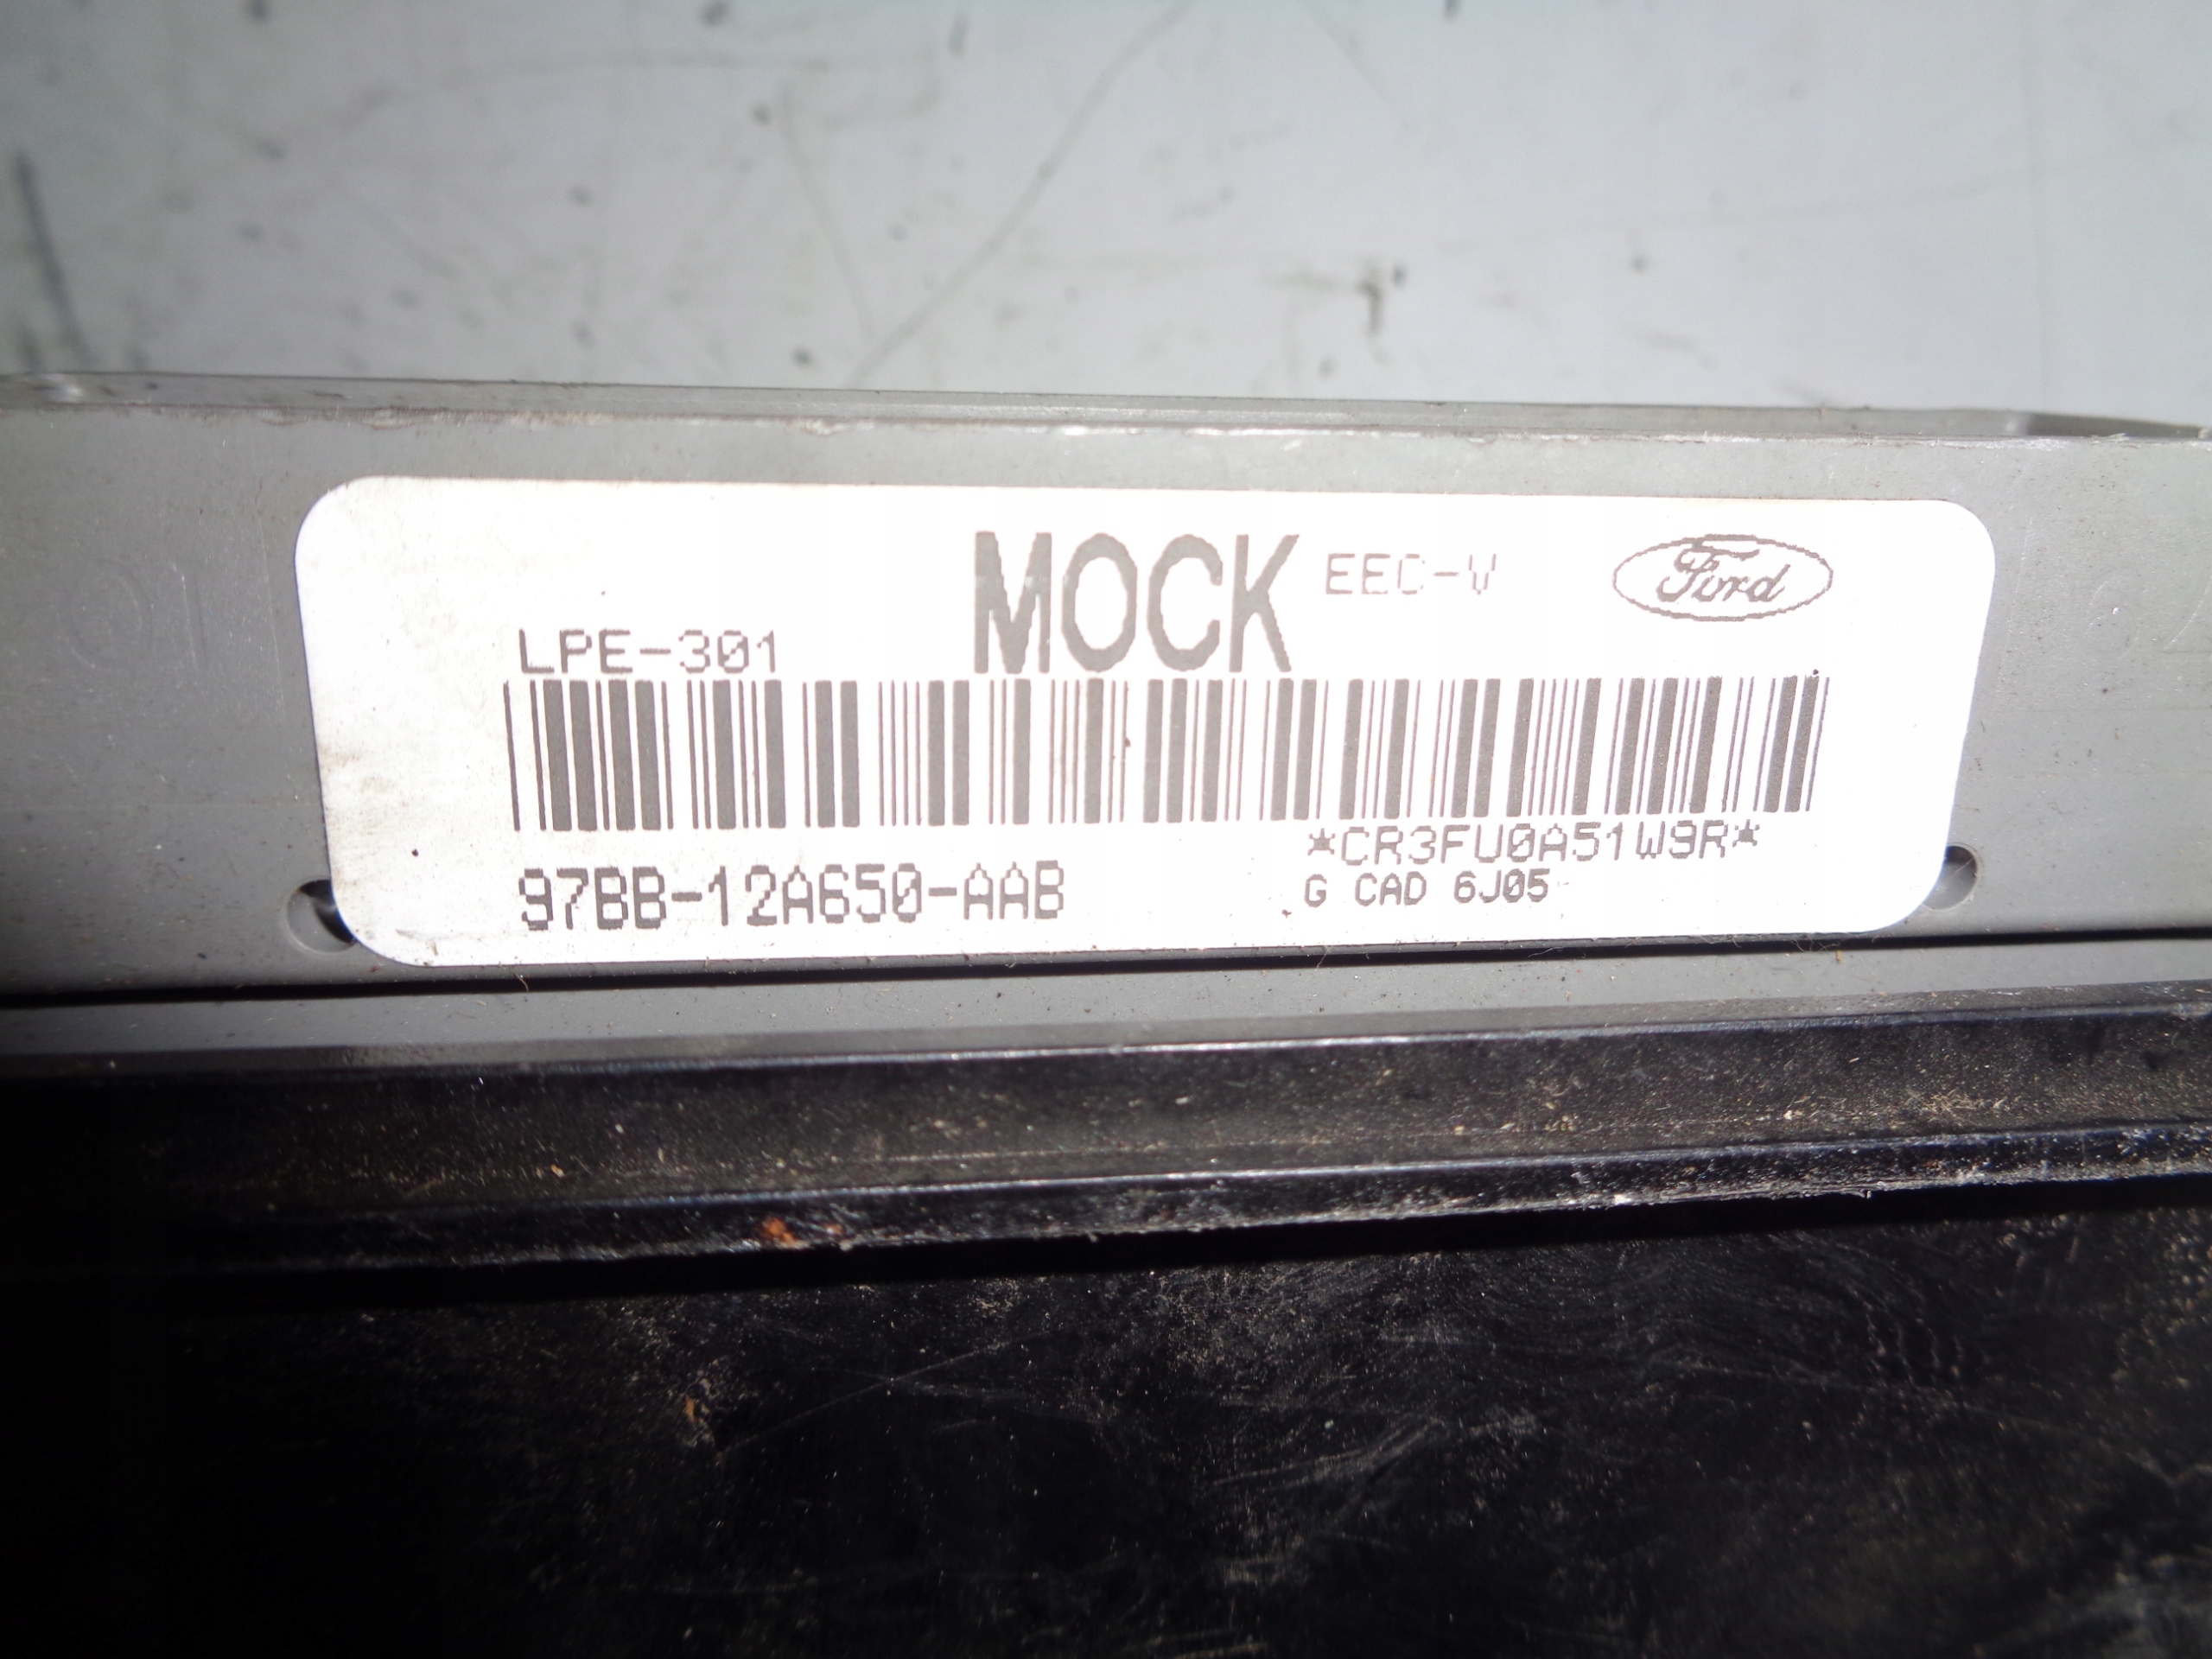 MOCK EEC-V Ford
LPE-301
*CR3FU0A51W9R*
97BB-12A650-AAB
G CAD 6J05